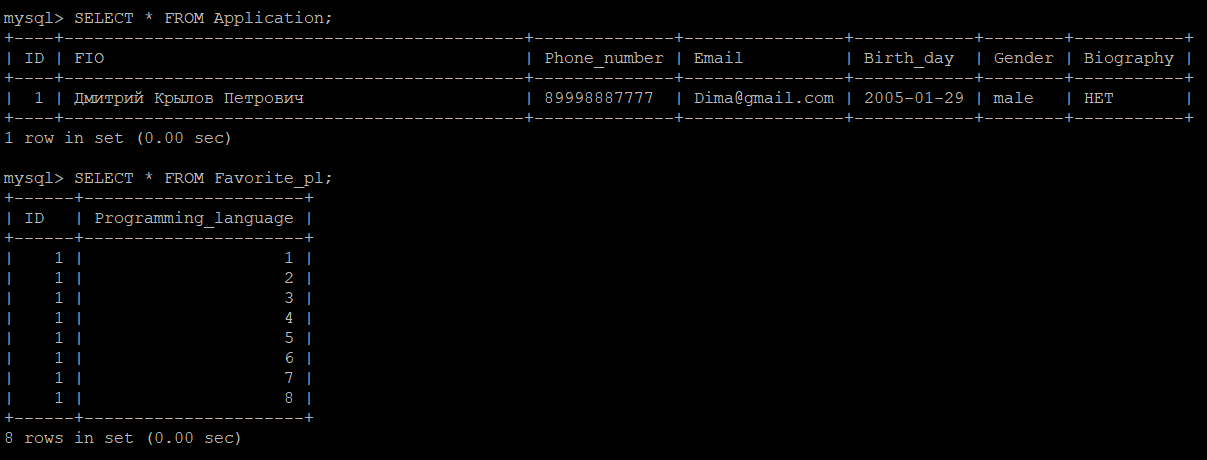 mysql> SELECT * FROM Application;
+----+----------------------------------------------+--------------+----------------+------------+--------+-----------+
| ID | FIO                                          | Phone_number | Email          | Birth_day  | Gender | Biography |
+----+----------------------------------------------+--------------+----------------+------------+--------+-----------+
|  1 | Дмитрий Крылов Петрович                      | 89998887777  | Dima@gmail.com | 2005-01-29 | male   | НЕТ       |
+----+----------------------------------------------+--------------+----------------+------------+--------+-----------+
1 row in set (0.00 sec)
mysql> SELECT * FROM Favorite_pl;
+------+----------------------+
| ID   | Programming_language |
+------+----------------------+
|    1 |                    1 |
|    1 |                    2 |
|    1 |                    3 |
|    1 |                    4 |
|    1 |                    5 |
|    1 |                    6 |
|    1 |                    7 |
|    1 |                    8 |
+------+----------------------+
8 rows in set (0.00 sec)